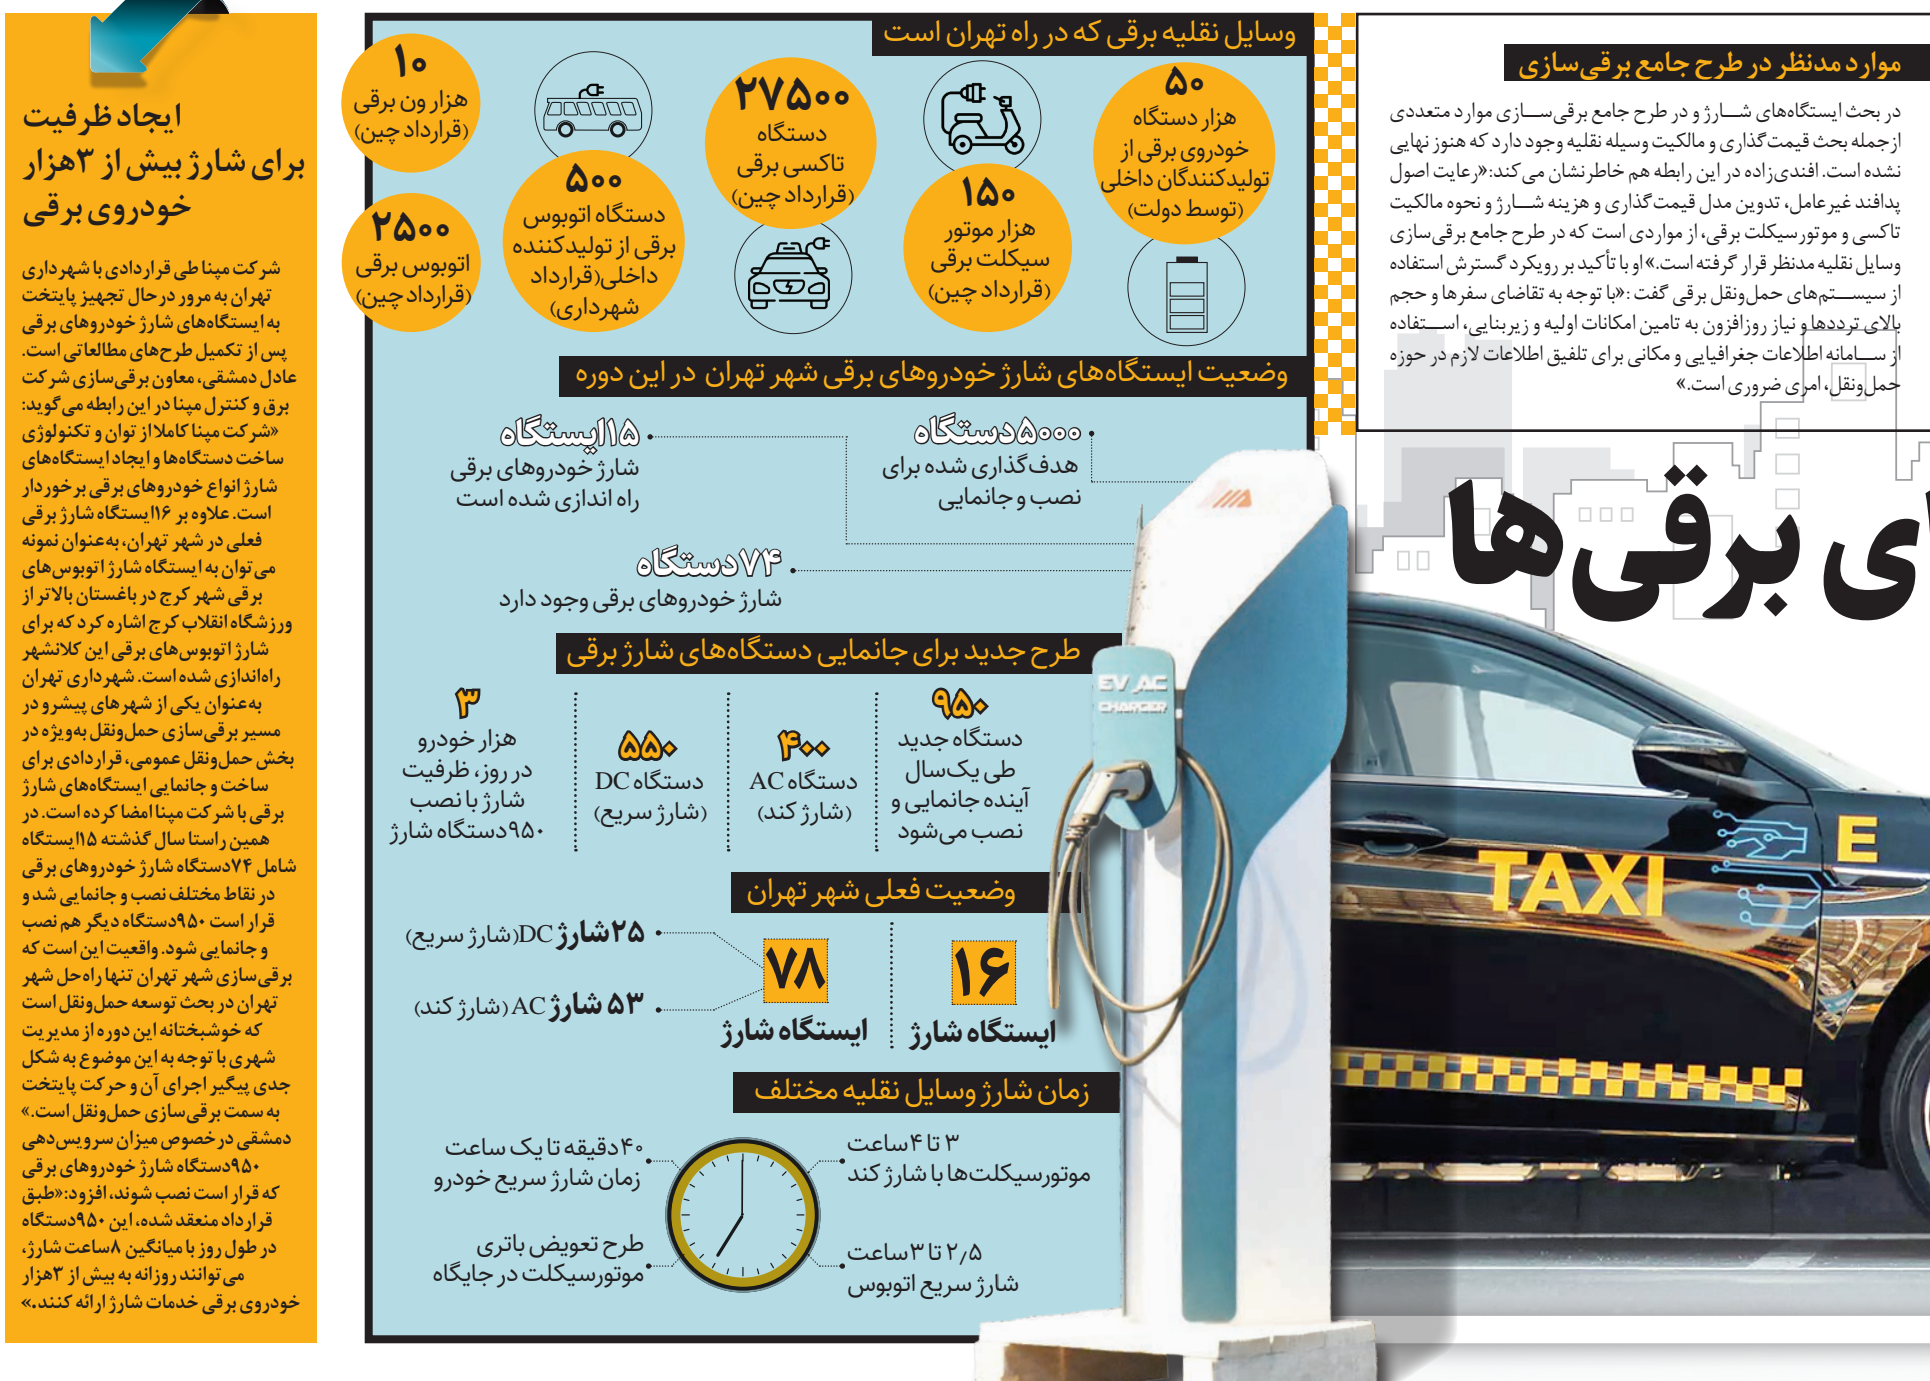 موارد مدنظر در طرح جامع برقی‌سازی
در بحث ایستگاه‌های شــارژ و در طرح جامع برقی‌ســازی موارد متعددی
ازجمله بحث قیمت‌گذاری و مالکیت وسیله نقلیه وجود دارد که هنوز نهایی
نشده است. افندی‌زاده در این رابطه هم خاطرنشان می‌کند:«رعایت اصول
پدافند غیرعامل، تدوین مدل قیمت‌گذاری و هزینه شــارژ و نحوه مالکیت
تاکسی و موتورسیکلت برقی، از مواردی است که در طرح جامع برقی‌سازی
وسایل نقلیه مدنظر قرار گرفته است.» او با تأکید بر رویکرد گسترش استفاده
از سیســتم‌های حمل‌ونقل برقی گفت :«با توجه به تقاضای سفرها و حجم
بالای ترددها و نیاز روزافزون به تامین امکانات اولیه و زیربنایی، اســتفاده
از ســامانه اطلاعات جغرافیایی و مکانی برای تلفیق اطلاعات لازم در حوزه
حمل‌ونقل، امری ضروری است.»
ای برقی‌ها
TAXI
E
وسایل نقلیه برقی که در راه تهران است
۵۰
هزار دستگاه
خودروی برقی از
تولیدکنندگان داخلی
(توسط دولت)
۱۵۰
هزار موتور
سیکلت برقی
(قرارداد چین)
۲۷۵۰۰
دستگاه
تاکسی برقی
(قرارداد چین)
۵۰۰
دستگاه اتوبوس
برقی از تولیدکننده
داخلی(قرارداد
شهرداری)
۱۰
هزار ون برقی
(قرارداد چین)
۲۵۰۰
اتوبوس برقی
(قرارداد چین)
وضعیت ایستگاه‌های شارژ خودروهای برقی شهر تهران در این دوره
۵۰۰۰دستگاه
هدف‌گذاری شده برای
نصب و جانمایی
۱۵ایستگاه
شارژ خودروهای برقی
راه اندازی شده است
۷۴دستگاه
شارژ خودروهای برقی وجود دارد
EV AC
CHARGER
طرح جدید برای جانمایی دستگاه‌های شارژ برقی
۹۵۰
دستگاه جدید
طی یک‌سال
آینده جانمایی و
نصب می‌شود
۴۰۰
دستگاه AC
(شارژ کند)
۵۵۰
دستگاه DC
(شارژ سریع)
۳
هزار خودرو
در روز، ظرفیت
شارژ با نصب
۹۵۰دستگاه شارژ
وضعیت فعلی شهر تهران
۱۶
ایستگاه شارژ
۷۸
ایستگاه شارژ
۲۵شارژ DC(شارژ سریع)
۵۳ شارژ AC (شارژ کند)
زمان شارژ وسایل نقلیه مختلف
۳ تا ۴ساعت
موتورسیکلت‌ها با شارژ کند
۲٫۵ تا ۳ساعت
شارژ سریع اتوبوس
۴۰دقیقه تا یک ساعت
زمان شارژ سریع خودرو
طرح تعویض باتری
موتورسیکلت در جایگاه
ایجاد ظرفیت
برای شارژ بیش از ۳هزار
خودروی برقی
شرکت مپنا طی قراردادی با شهرداری
تهران به مرور درحال تجهیز پایتخت
به ایستگاه‌های شارژ خودروهای برقی
پس از تکمیل طرح‌های مطالعاتی است.
عادل دمشقی، معاون برقی‌سازی شرکت
برق و کنترل مپنا در این رابطه می‌گوید:
«شرکت مپنا کاملا از توان و تکنولوژی
ساخت دستگاه‌ها و ایجاد ایستگاه‌های
شارژ انواع خودروهای برقی برخوردار
است. علاوه بر ۱۶ایستگاه شارژ برقی
فعلی در شهر تهران، به‌عنوان نمونه
می‌توان به ایستگاه شارژ اتوبوس‌های
برقی شهر کرج در باغستان بالاتر از
ورزشگاه انقلاب کرج اشاره کرد که برای
شارژ اتوبوس‌های برقی این کلانشهر
راه‌اندازی شده است. شهرداری تهران
به‌عنوان یکی از شهرهای پیشرو در
مسیر برقی‌سازی حمل‌ونقل به‌ویژه در
بخش حمل‌ونقل عمومی، قراردادی برای
ساخت و جانمایی ایستگاه‌های شارژ
برقی با شرکت مپنا امضا کرده است. در
همین راستا سال گذشته ۱۵ایستگاه
شامل ۷۴دستگاه شارژ خودروهای برقی
در نقاط مختلف نصب و جانمایی شد و
قرار است ۹۵۰دستگاه دیگر هم نصب
و جانمایی شود. واقعیت این است که
برقی‌سازی شهر تهران تنها راه‌حل شهر
تهران در بحث توسعه حمل‌ونقل است
که خوشبختانه این دوره از مدیریت
شهری با توجه به این موضوع به شکل
جدی پیگیر اجرای آن و حرکت پایتخت
به سمت برقی‌سازی حمل‌ونقل است.»
دمشقی درخصوص میزان سرویس‌دهی
۹۵۰دستگاه شارژ خودروهای برقی
که قرار است نصب شوند، افزود:«طبق
قرارداد منعقد شده، این ۹۵۰دستگاه
در طول روز با میانگین ۸ساعت شارژ،
می‌توانند روزانه به بیش از ۳هزار
خودروی برقی خدمات شارژ ارائه کنند.»